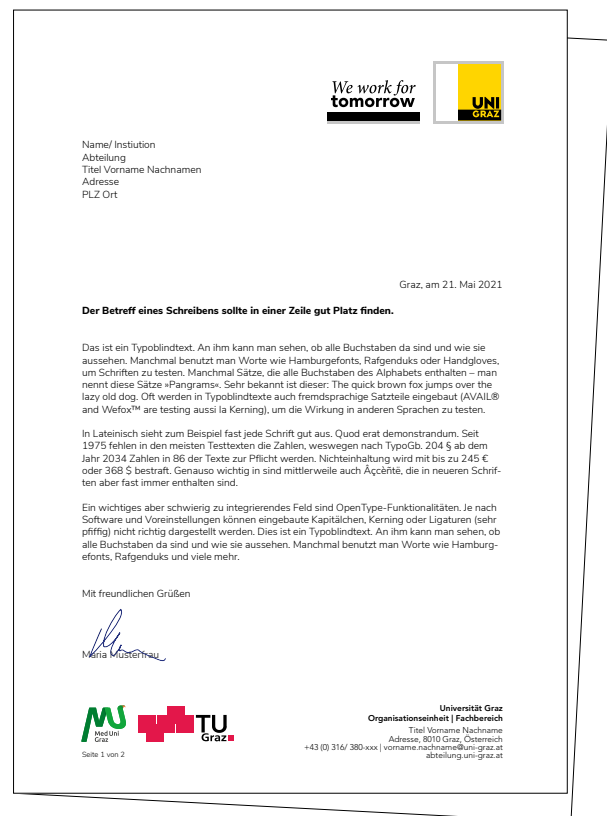 We work for
tomorrow
UNI
GRAZ
Name/ Instiution
Abteilung
Titel Vorname Nachnamen
Adresse
PLZ Ort
Graz, am 21. Mai 2021
Der Betreff eines Schreibens sollte in einer Zeile gut Platz finden.
Das ist ein Typoblindtext. An ihm kann man sehen, ob alle Buchstaben da sind und wie sie
aussehen. Manchmal benutzt man Worte wie Hamburgefonts, Rafgenduks oder Handgloves,
um Schriften zu testen. Manchmal Sätze, die alle Buchstaben des Alphabets enthalten – man
nennt diese Sätze »Pangrams«. Sehr bekannt ist dieser: The quick brown fox jumps over the
lazy old dog. Oft werden in Typoblindtexte auch fremdsprachige Satzteile eingebaut (AVAIL®
and Wefox™ are testing aussi la Kerning), um die Wirkung in anderen Sprachen zu testen.
In Lateinisch sieht zum Beispiel fast jede Schrift gut aus. Quod erat demonstrandum. Seit
1975 fehlen in den meisten Testtexten die Zahlen, weswegen nach TypoGb. 204 § ab dem
Jahr 2034 Zahlen in 86 der Texte zur Pflicht werden. Nichteinhaltung wird mit bis zu 245 €
oder 368 $ bestraft. Genauso wichtig in sind mittlerweile auch Âçcèñtë, die in neueren Schrif-
ten aber fast immer enthalten sind.
Ein wichtiges aber schwierig zu integrierendes Feld sind OpenType-Funktionalitäten. Je nach
Software und Voreinstellungen können eingebaute Kapitälchen, Kerning oder Ligaturen (sehr
pfiffig) nicht richtig dargestellt werden. Dies ist ein Typoblindtext. An ihm kann man sehen, ob
alle Buchstaben da sind und wie sie aussehen. Manchmal benutzt man Worte wie Hamburg-
efonts, Rafgenduks und viele mehr.
Mit freundlichen Grüßen
Maria Musterfrau
Med Uni
Graz
TU
Graz
Seite 1 von 2
Universität Graz
Organisationseinheit | Fachbereich
Titel Vorname Nachname
Adresse, 8010 Graz, Österreich
+43 (0) 316/ 380-xxx | vorname.nachname@uni-graz.at
abteilung.uni-graz.at